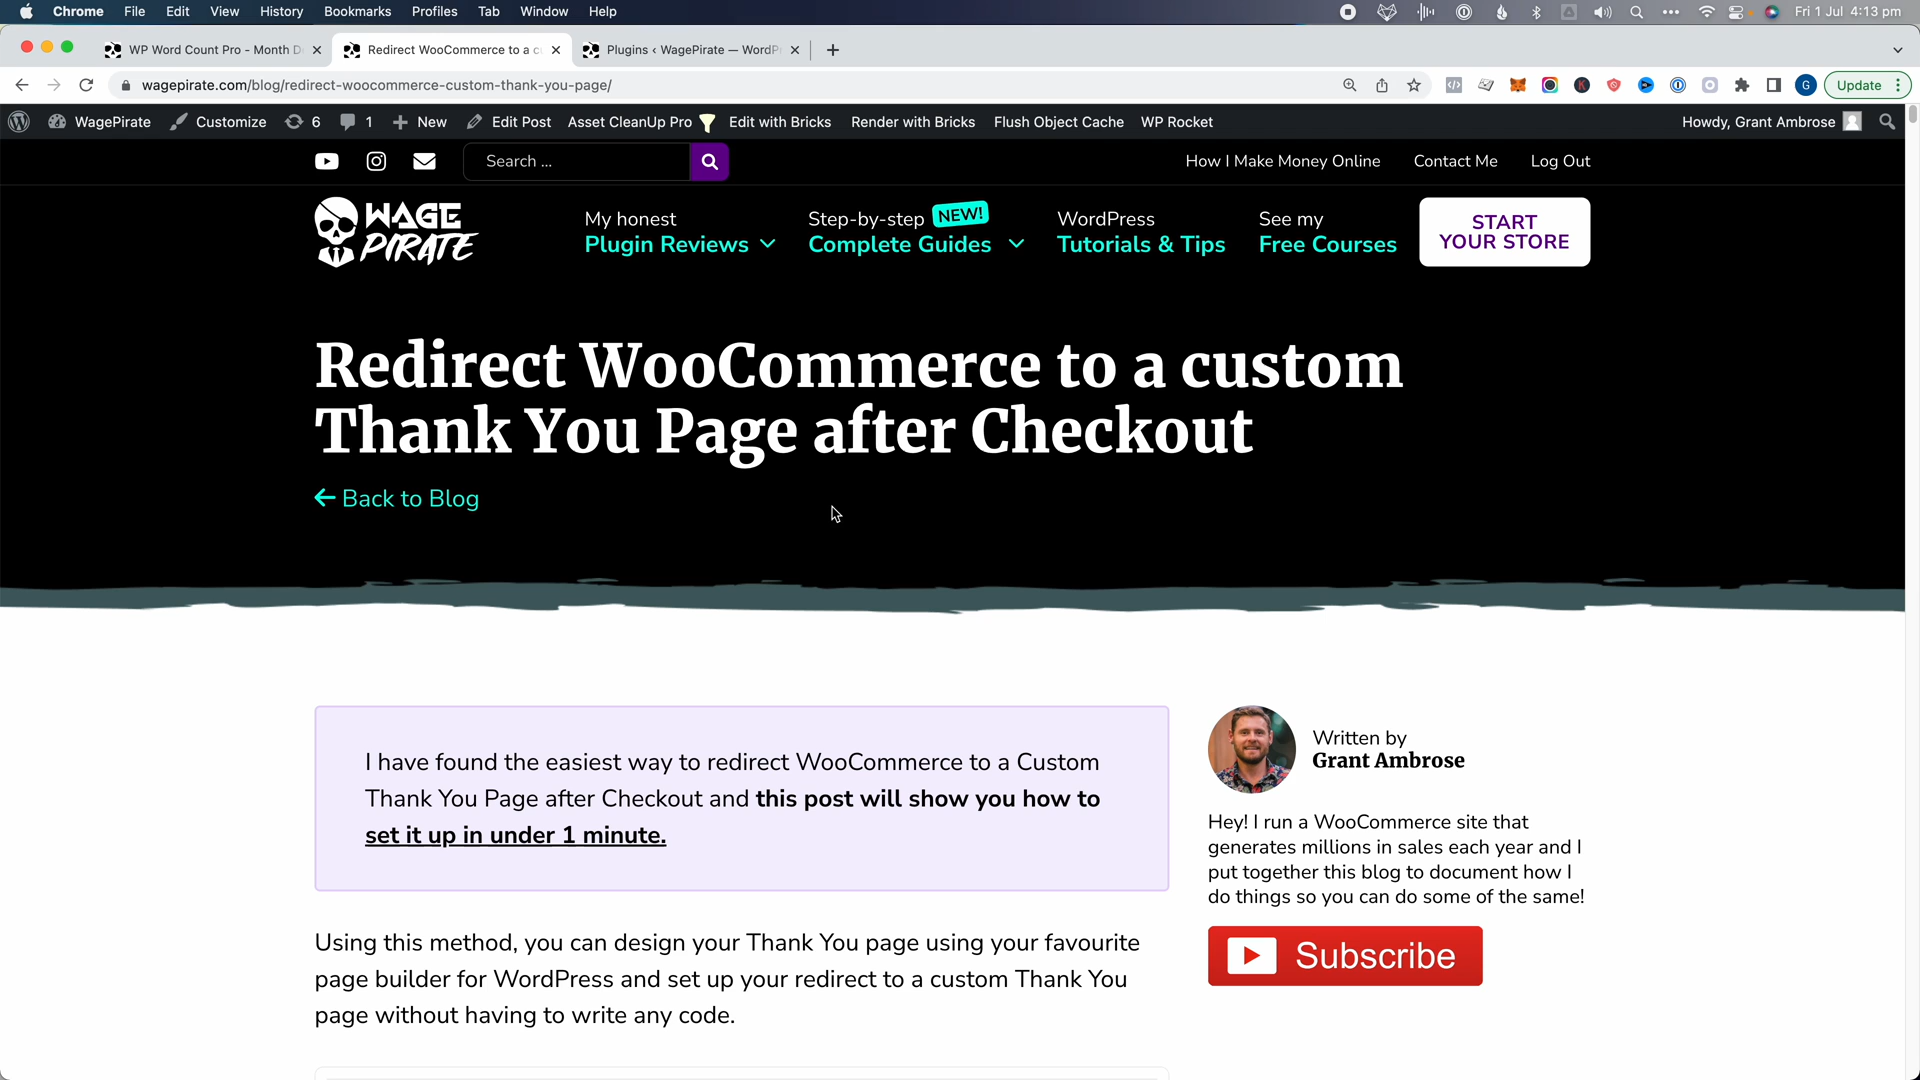 Chrome File Edit View History Bookmarks Profiles Tab Window Help Fri 1 Jul 4:13 pm
WP Word Count Pro - Month D Redirect WooCommerce to a c Plugins ‹ WagePirate — WordP
wagepirate.com/blog/redirect-woocommerce-custom-thank-you-page/ G Update
WagePirate Customize 6 1 New Edit Post Asset CleanUp Pro Edit with Bricks Render with Bricks Flush Object Cache WP Rocket Howdy, Grant Ambrose
Search ... How I Make Money Online Contact Me Log Out
WAGE PIRATE
My honest
Plugin Reviews
Step-by-step NEW!
Complete Guides
WordPress
Tutorials & Tips
See my
Free Courses
START
YOUR STORE
Redirect WooCommerce to a custom
Thank You Page after Checkout
Back to Blog
I have found the easiest way to redirect WooCommerce to a Custom
Thank You Page after Checkout and this post will show you how to
set it up in under 1 minute.
Using this method, you can design your Thank You page using your favourite
page builder for WordPress and set up your redirect to a custom Thank You
page without having to write any code.
Written by
Grant Ambrose
Hey! I run a WooCommerce site that
generates millions in sales each year and I
put together this blog to document how I
do things so you can do some of the same!
Subscribe